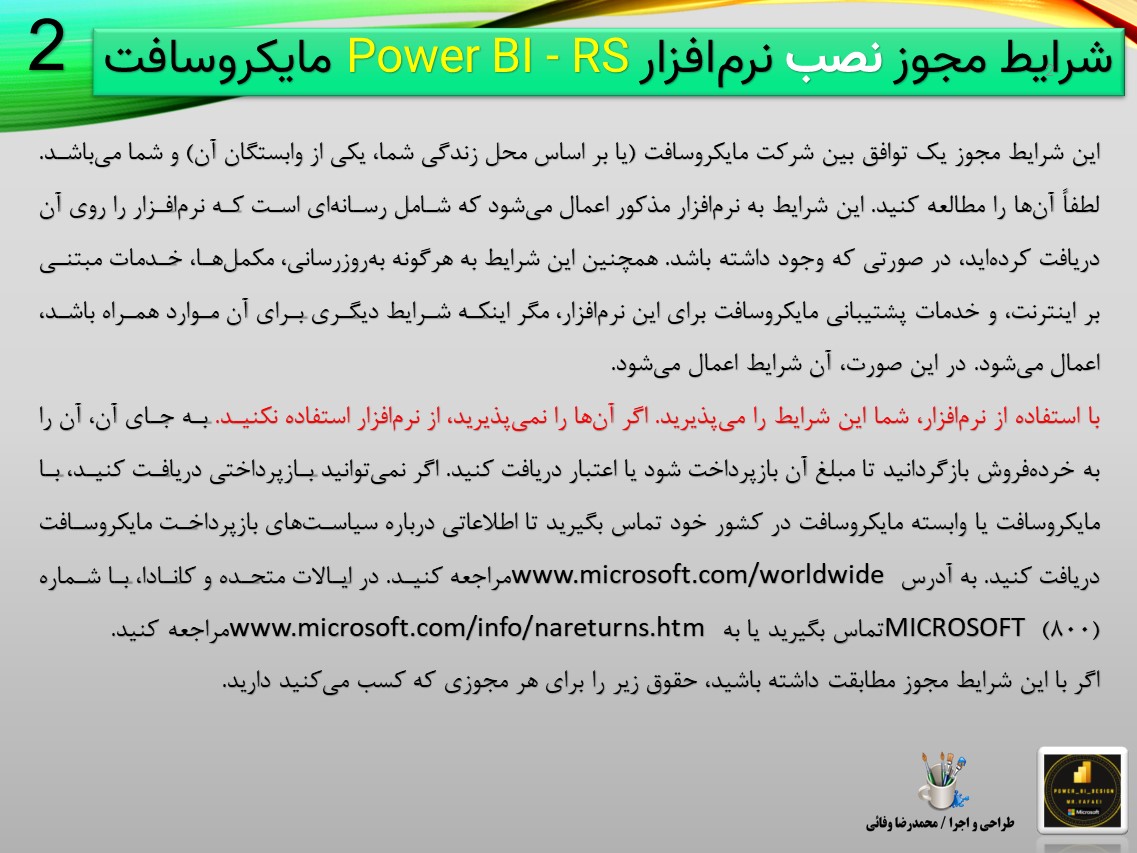 2
شرایط مجوز نصب نرم‌افزار Power BI - RS مایکروسافت
این شرایط مجوز یک توافق بین شرکت مایکروسافت (یا بر اساس محل زندگی شما، یکی از وابستگان آن) و شما می‌باشد.
لطفاً آن‌ها را مطالعه کنید. این شرایط به نرم‌افزار مذکور اعمال می‌شود که شامل رسانه‌ای است که نرم‌افزار را روی آن
دریافت کرده‌اید، در صورتی که وجود داشته باشد. همچنین این شرایط به هرگونه به‌روزرسانی، مکمل‌ها، خدمات مبتنی
بر اینترنت، و خدمات پشتیبانی مایکروسافت برای این نرم‌افزار، مگر اینکه شرایط دیگری برای آن موارد همراه باشد،
اعمال می‌شود. در این صورت، آن شرایط اعمال می‌شود.
با استفاده از نرم‌افزار، شما این شرایط را می‌پذیرید. اگر آن‌ها را نمی‌پذیرید، از نرم‌افزار استفاده نکنید. به جای آن، آن را
به خرده‌فروش بازگردانید تا مبلغ آن بازپرداخت شود یا اعتبار دریافت کنید. اگر نمی‌توانید بازپرداختی دریافت کنید، با
مایکروسافت یا وابسته مایکروسافت در کشور خود تماس بگیرید تا اطلاعاتی درباره سیاست‌های بازپرداخت مایکروسافت
دریافت کنید. به آدرس www.microsoft.com/worldwide مراجعه کنید. در ایالات متحده و کانادا، با شماره
(۸۰۰) MICROSOFT تماس بگیرید یا به www.microsoft.com/info/nareturns.htm مراجعه کنید.
اگر با این شرایط مجوز مطابقت داشته باشید، حقوق زیر را برای هر مجوزی که کسب می‌کنید دارید.
طراحی و اجرا / محمدرضا وفائی
POWER_BI_DESIGN
MR.VAFAEI
Microsoft